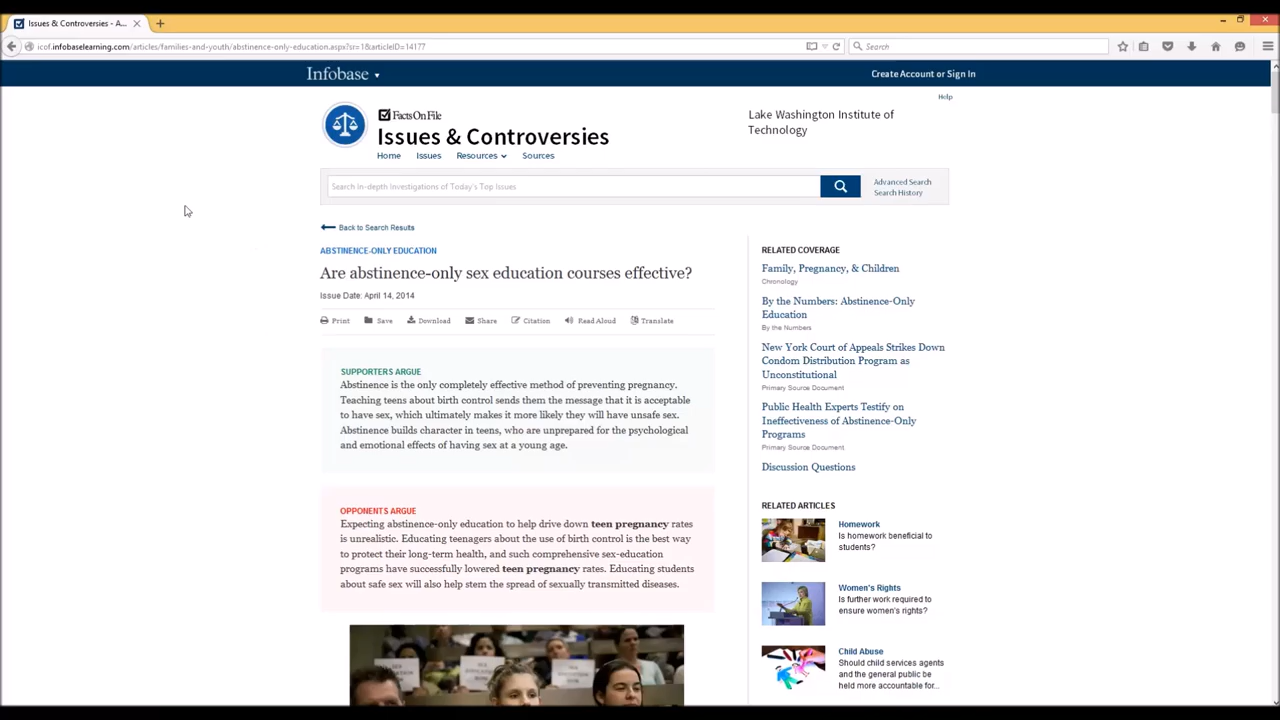 Issues & Controversies - A...
icof.infobaselearning.com/articles/families-and-youth/abstinence-only-education.aspx?sr=1&articleID=14177
Search
Infobase
Create Account or Sign In
Help
FactsOnFile
Issues & Controversies
Lake Washington Institute of
Technology
Home Issues Resources Sources
Search In-depth Investigations of Today's Top Issues
Advanced Search
Search History
Back to Search Results
ABSTINENCE-ONLY EDUCATION
Are abstinence-only sex education courses effective?
Issue Date: April 14, 2014
Print Save Download Share Citation Read Aloud Translate
SUPPORTERS ARGUE
Abstinence is the only completely effective method of preventing pregnancy.
Teaching teens about birth control sends them the message that it is acceptable
to have sex, which ultimately makes it more likely they will have unsafe sex.
Abstinence builds character in teens, who are unprepared for the psychological
and emotional effects of having sex at a young age.
OPPONENTS ARGUE
Expecting abstinence-only education to help drive down teen pregnancy rates
is unrealistic. Educating teenagers about the use of birth control is the best way
to protect their long-term health, and such comprehensive sex-education
programs have successfully lowered teen pregnancy rates. Educating students
about safe sex will also help stem the spread of sexually transmitted diseases.
RELATED COVERAGE
Family, Pregnancy, & Children
Chronology
By the Numbers: Abstinence-Only
Education
By the Numbers
New York Court of Appeals Strikes Down
Condom Distribution Program as
Unconstitutional
Primary Source Document
Public Health Experts Testify on
Ineffectiveness of Abstinence-Only
Programs
Primary Source Document
Discussion Questions
RELATED ARTICLES
Homework
Is homework beneficial to
students?
Women's Rights
Is further work required to
ensure women's rights?
Child Abuse
Should child services agents
and the general public be
held more accountable for...